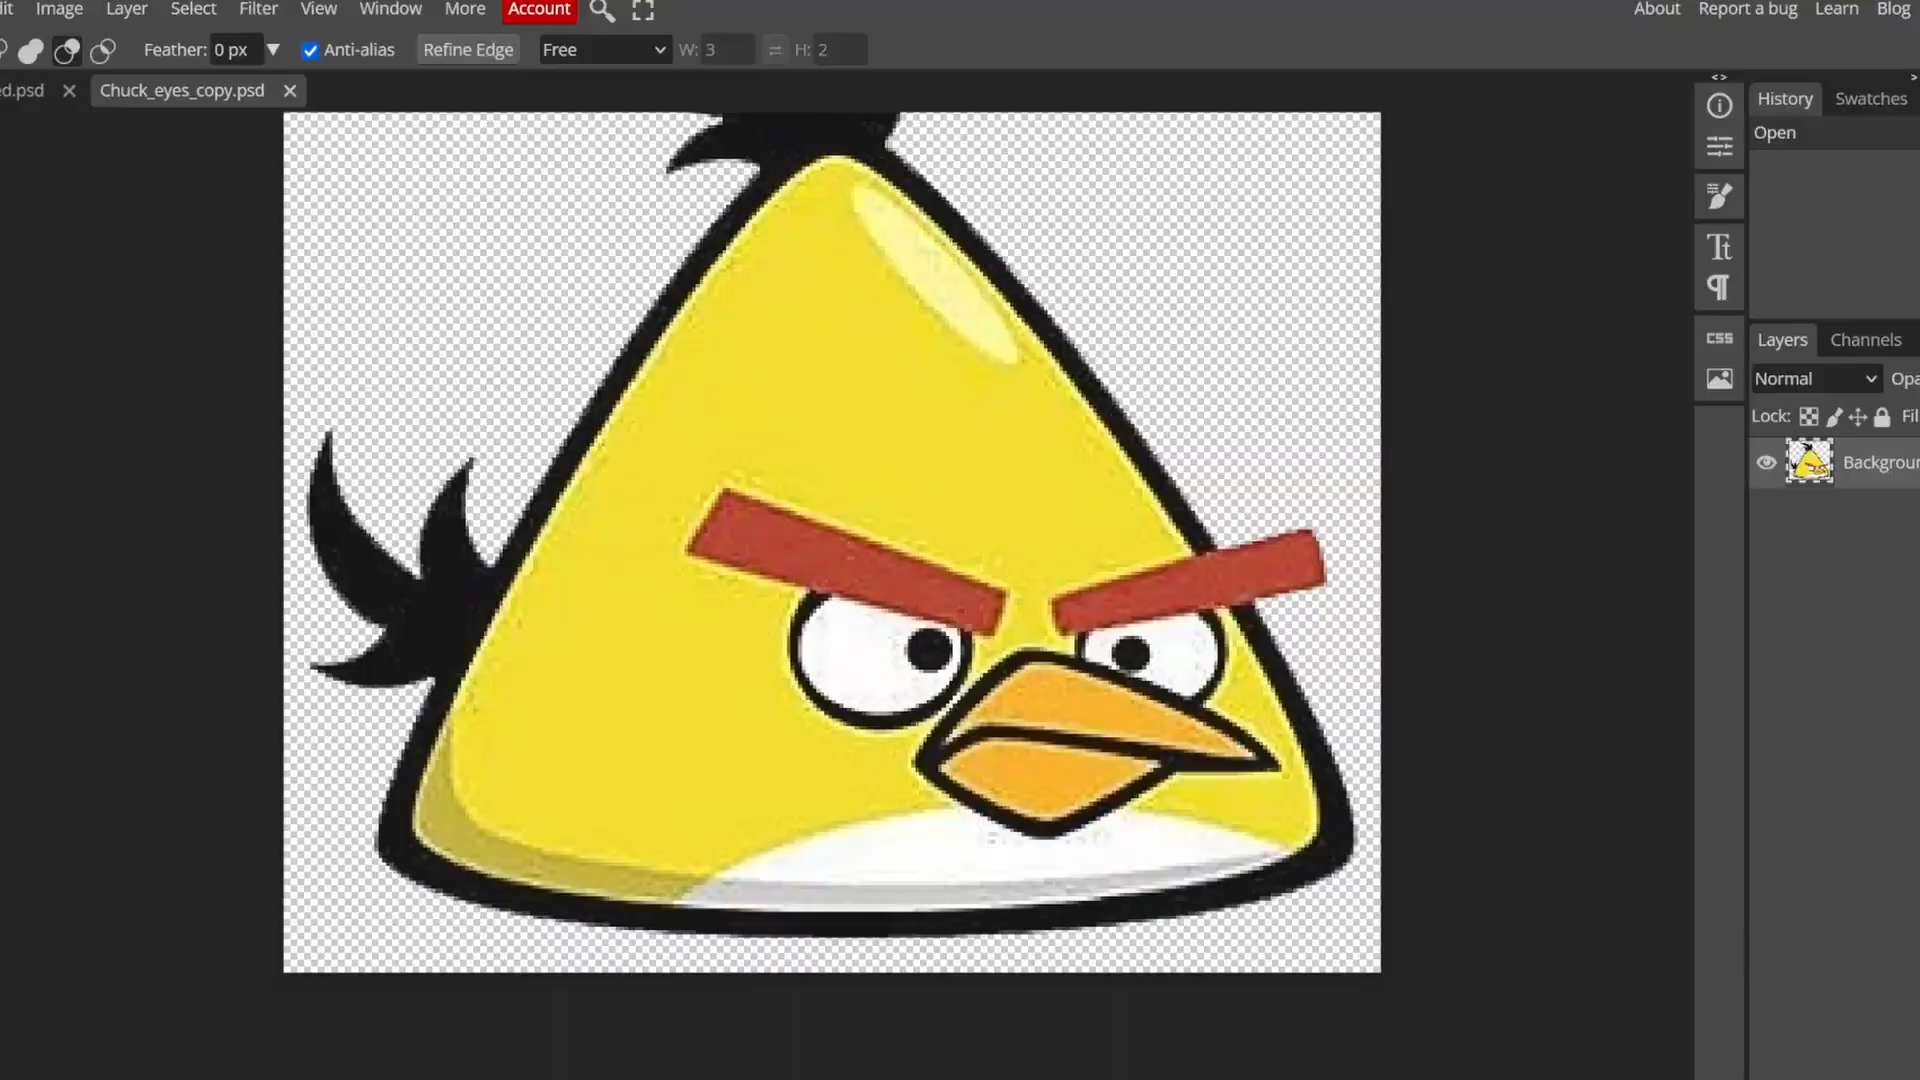 Image Layer Select Filter View Window More Account About Report a bug Learn Blog
Feather: 0 px Anti-alias Refine Edge Free W: 3 H: 2
d.psd Chuck_eyes_copy.psd
History Swatches
Open
CSS
Layers Channels
Normal Opa
Lock: Fil
Backgroun